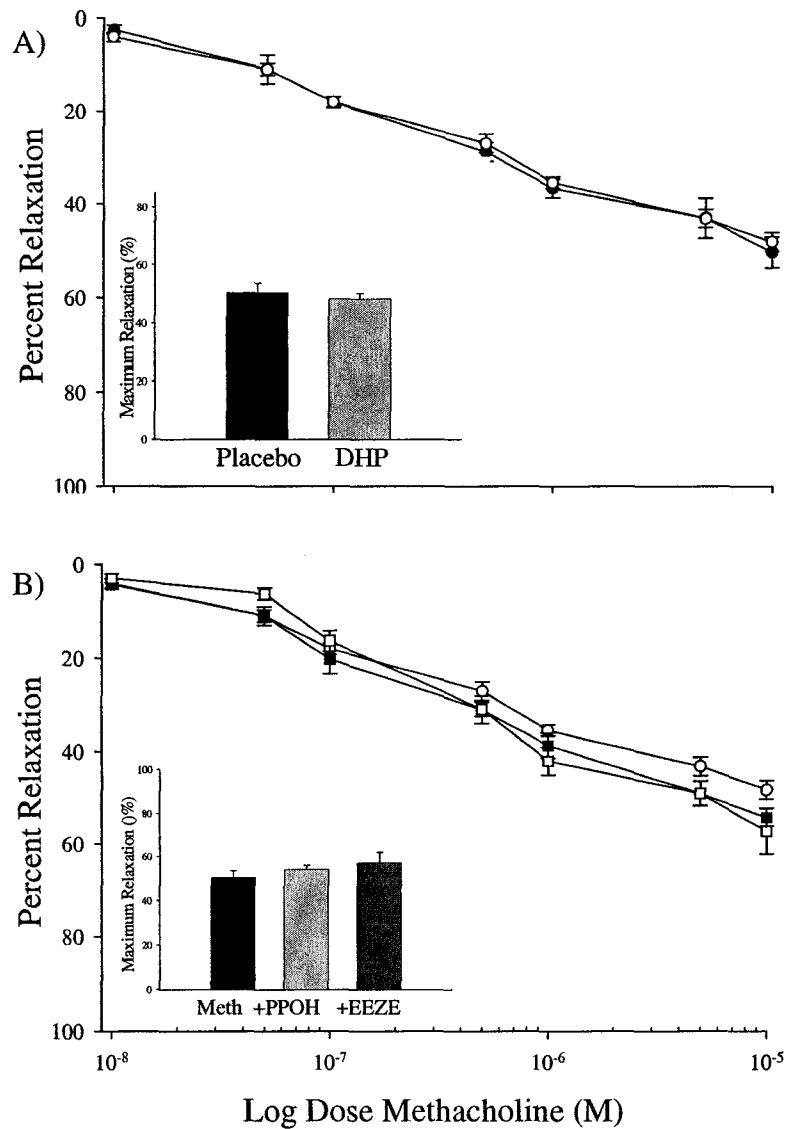 A)
Percent Relaxation
0
20
40
60
80
100
Maximum Relaxation (%)
80
60
40
20
0
Placebo DHP
B)
Percent Relaxation
0
20
40
60
80
100
Maximum Relaxation ()%)
100
80
60
40
20
0
Meth +PPOH +EEZE
10⁻⁸ 10⁻⁷ 10⁻⁶ 10⁻⁵
Log Dose Methacholine (M)